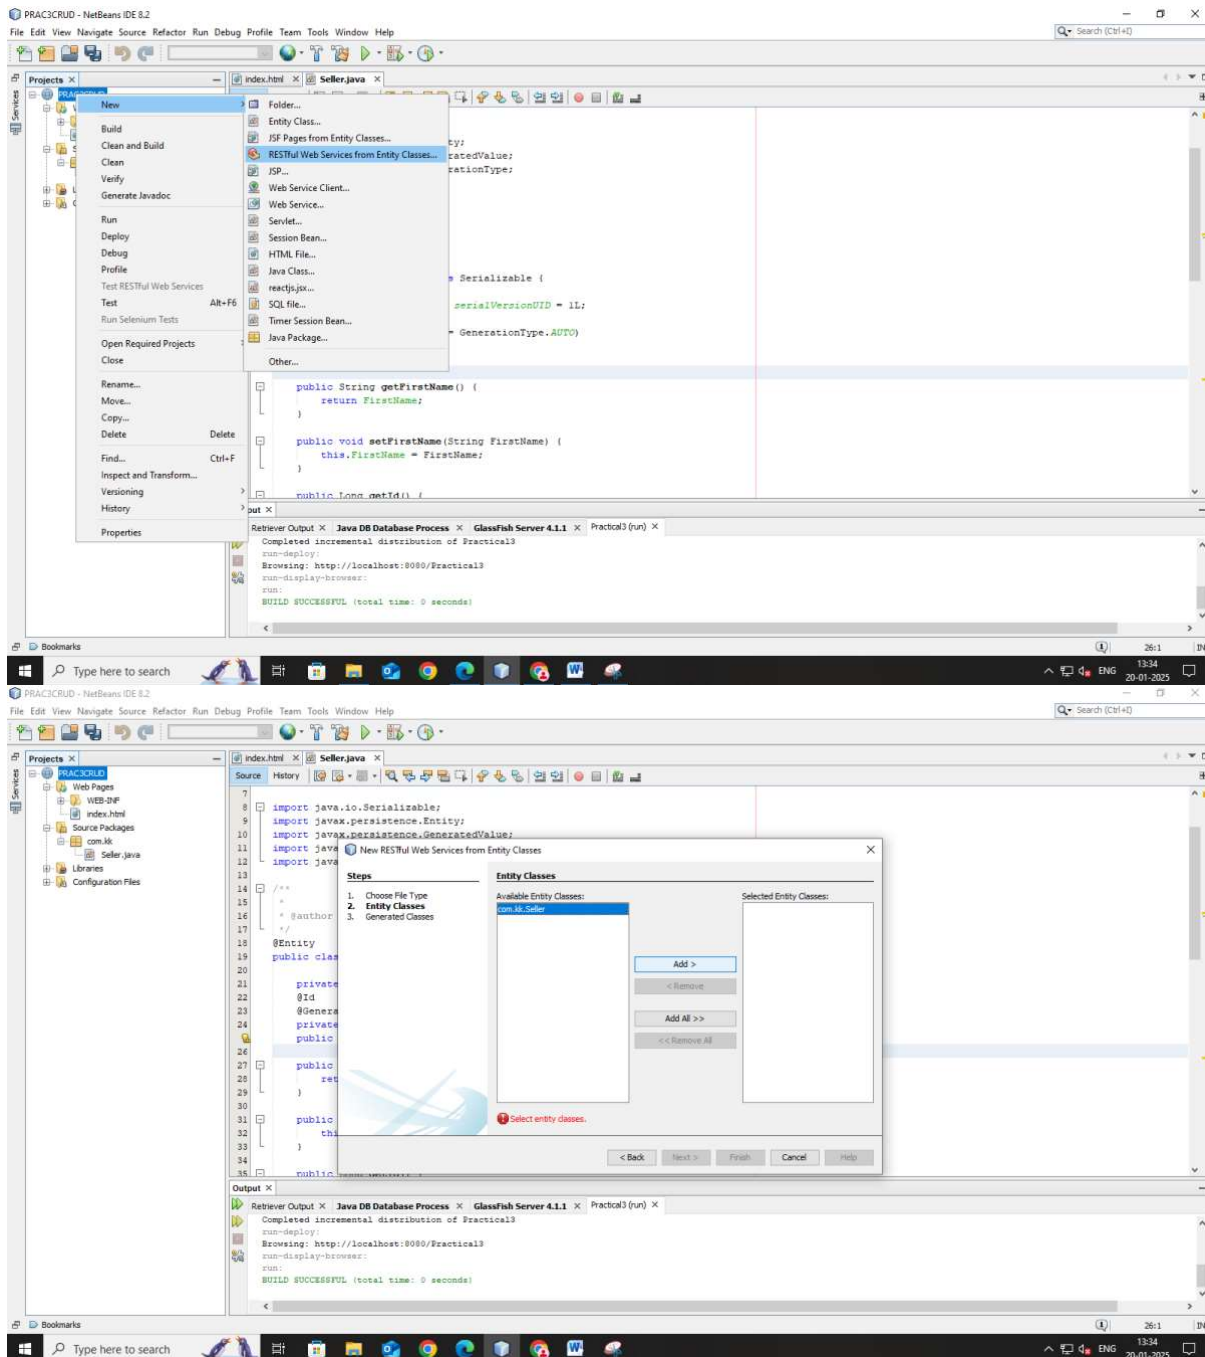 PRAC3CRUD - NetBeans IDE 8.2
File Edit View Navigate Source Refactor Run Debug Profile Team Tools Window Help
Search (Ctrl+I)
Projects
index.html
Seller.java
Services
New
Build
Clean and Build
Clean
Verify
Generate Javadoc
Run
Deploy
Debug
Profile
Test RESTful Web Services
Test Alt+F6
Run Selenium Tests
Open Required Projects
Close
Rename...
Move...
Copy...
Delete Delete
Find... Ctrl+F
Inspect and Transform...
Versioning
History
Properties
Folder...
Entity Class...
JSF Pages from Entity Classes...
RESTful Web Services from Entity Classes...
JSP...
Web Service Client...
Web Service...
Servlet...
Session Bean...
HTML File...
Java Class...
reactjs.jsx...
SQL file...
Timer Session Bean...
Java Package...
Other...
ty;
ratedValue;
rationType;
s Serializable {
serialVersionUID = 1L;
= GenerationType.AUTO)
public String getFirstName() {
return FirstName;
}
public void setFirstName(String FirstName) {
this.FirstName = FirstName;
}
public Long getId() {
put
Retriever Output Java DB Database Process GlassFish Server 4.1.1 Practical3 (run)
Completed incremental distribution of Practical3
run-deploy:
Browsing: http://localhost:8080/Practical3
run-display-browser:
run:
BUILD SUCCESSFUL (total time: 0 seconds)
Bookmarks
26:1 IN
Type here to search
ENG
13:34
20-01-2025
PRAC3CRUD - NetBeans IDE 8.2
File Edit View Navigate Source Refactor Run Debug Profile Team Tools Window Help
Search (Ctrl+I)
Projects
index.html
Seller.java
Services
PRAC3CRUD
Web Pages
WEB-INF
index.html
Source Packages
com.kk
Seller.java
Libraries
Configuration Files
Source History
7
8 import java.io.Serializable;
9 import javax.persistence.Entity;
10 import javax.persistence.GeneratedValue;
11 import java
12 import java
13
14 /**
15 *
16 * @author
17 */
18 @Entity
19 public clas
20
21 private
22 @Id
23 @Genera
24 private
public
26
27 public
28 ret
29 }
30
31 public
32 thi
33 }
34
35 public
New RESTful Web Services from Entity Classes
Steps
1. Choose File Type
2. Entity Classes
3. Generated Classes
Entity Classes
Available Entity Classes:
com.kk.Seller
Selected Entity Classes:
Add >
< Remove
Add All >>
<< Remove All
Select entity classes.
< Back Next > Finish Cancel Help
Output
Retriever Output Java DB Database Process GlassFish Server 4.1.1 Practical3 (run)
Completed incremental distribution of Practical3
run-deploy:
Browsing: http://localhost:8080/Practical3
run-display-browser:
run:
BUILD SUCCESSFUL (total time: 0 seconds)
Bookmarks
26:1 IN
Type here to search
ENG
13:34
20-01-2025